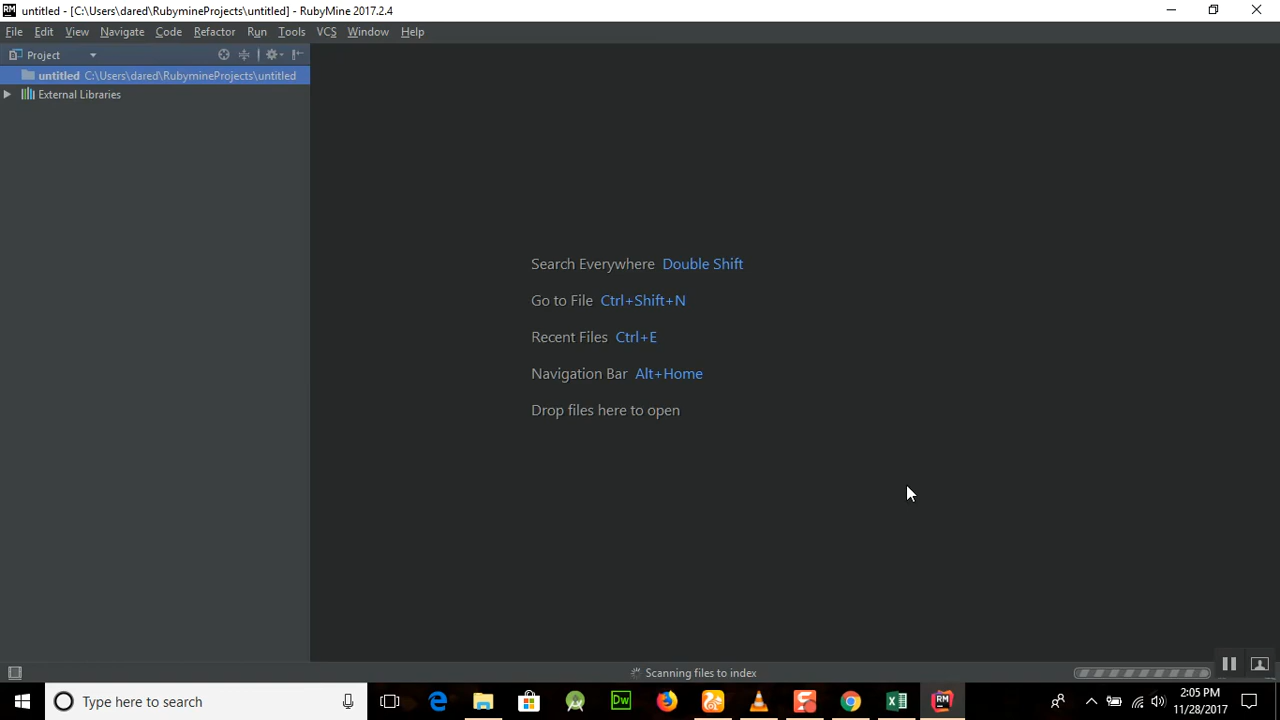 RM untitled - [C:\Users\dared\RubymineProjects\untitled] - RubyMine 2017.2.4
File Edit View Navigate Code Refactor Run Tools VCS Window Help
Project
untitled C:\Users\dared\RubymineProjects\untitled
External Libraries
Search Everywhere Double Shift
Go to File Ctrl+Shift+N
Recent Files Ctrl+E
Navigation Bar Alt+Home
Drop files here to open
Scanning files to index
Type here to search
Dw
RM
2:05 PM
11/28/2017